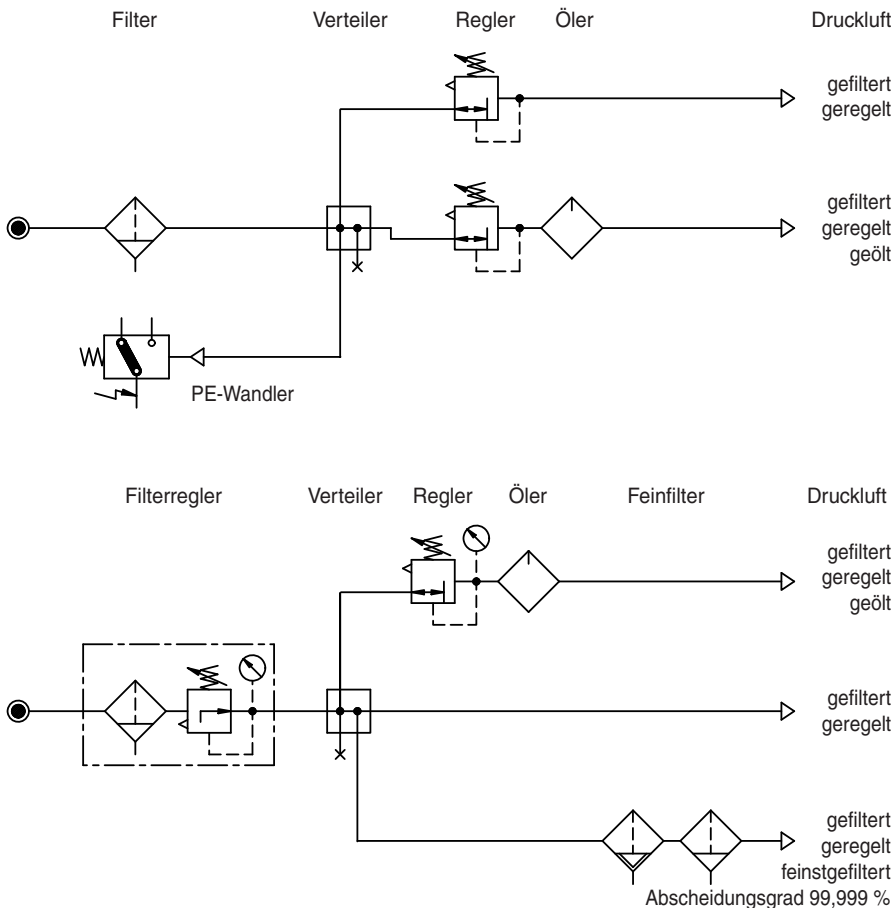 Filter Verteiler Regler Öler Druckluft
gefiltert
geregelt
gefiltert
geregelt
geölt
PE-Wandler
Filterregler Verteiler Regler Öler Feinfilter Druckluft
gefiltert
geregelt
geölt
gefiltert
geregelt
gefiltert
geregelt
feinstgefiltert
Abscheidungsgrad 99,999 %